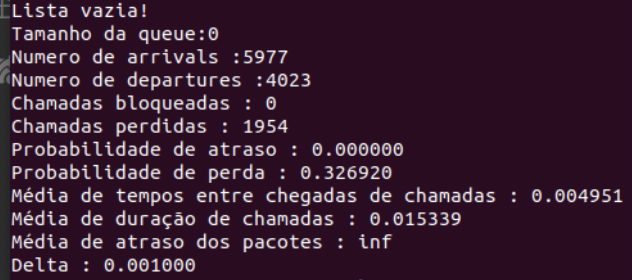 Lista vazia!
Tamanho da queue:0
Numero de arrivals :5977
Numero de departures :4023
Chamadas bloqueadas : 0
Chamadas perdidas : 1954
Probabilidade de atraso : 0.000000
Probabilidade de perda : 0.326920
Média de tempos entre chegadas de chamadas : 0.004951
Média de duração de chamadas : 0.015339
Média de atraso dos pacotes : inf
Delta : 0.001000